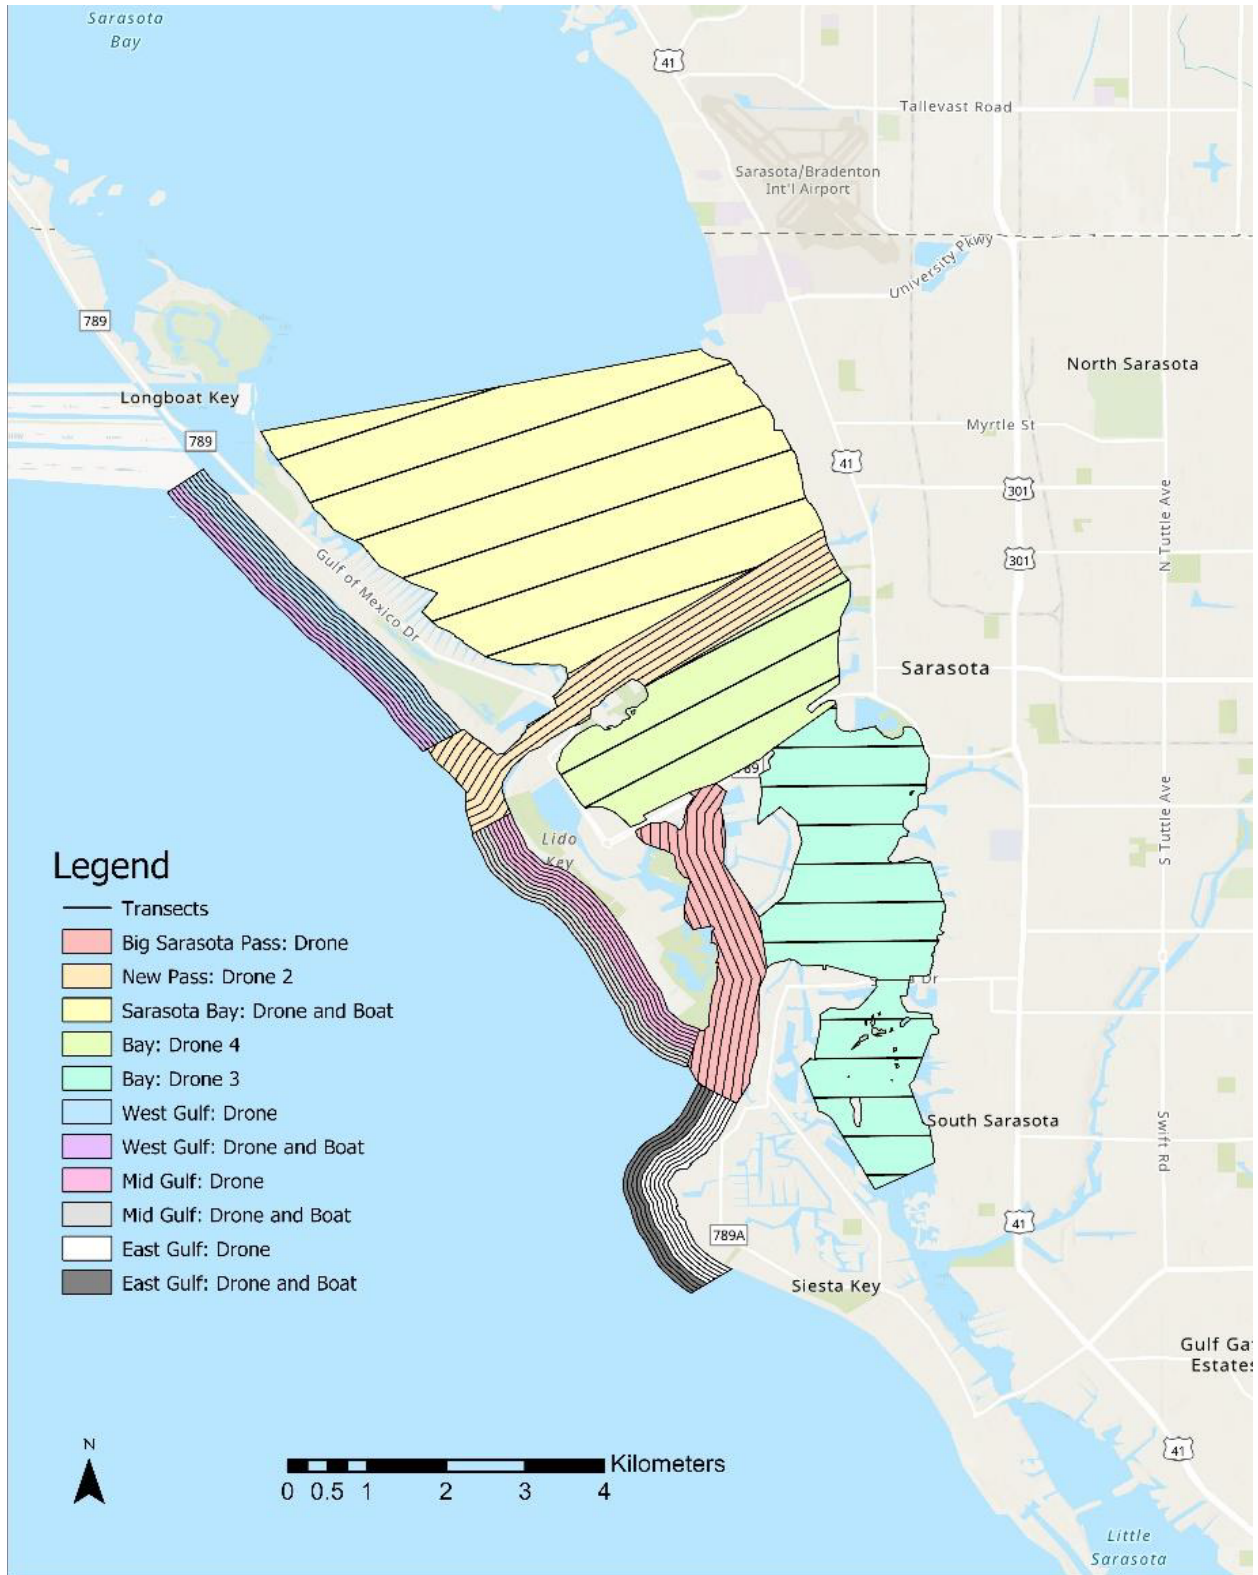 Sarasota
Bay
41
Tallevast Road
Sarasota/Bradenton
Int'l Airport
University Pkwy
789
North Sarasota
Longboat Key
789
Myrtle St
41
301
N Tuttle Ave
301
Gulf of Mexico Dr
Sarasota
Lido
Key
S Tuttle Ave
Legend
Transects
Big Sarasota Pass: Drone
New Pass: Drone 2
Sarasota Bay: Drone and Boat
Bay: Drone 4
Bay: Drone 3
West Gulf: Drone
West Gulf: Drone and Boat
Mid Gulf: Drone
Mid Gulf: Drone and Boat
East Gulf: Drone
East Gulf: Drone and Boat
Dr
South Sarasota
Swift Rd
41
789A
Siesta Key
Gulf Ga
Estates
N
Kilometers
0 0.5 1 2 3 4
41
Little
Sarasota